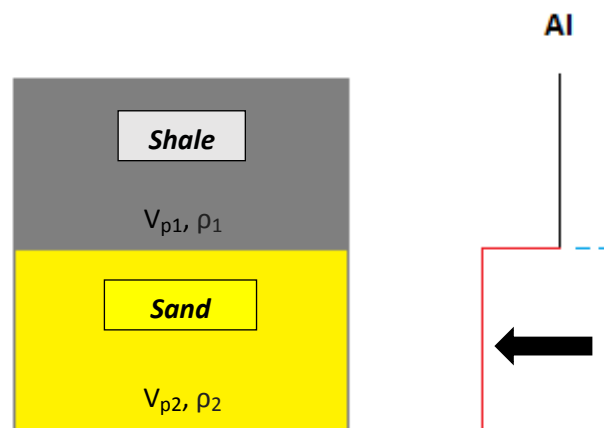 AI
Shale
Vp1, ρ1
Sand
Vp2, ρ2